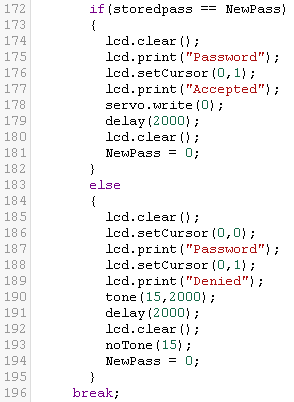 172 if(storedpass == NewPass)
173 {
174 lcd.clear();
175 lcd.print("Password");
176 lcd.setCursor(0,1);
177 lcd.print("Accepted");
178 servo.write(0);
179 delay(2000);
180 lcd.clear();
181 NewPass = 0;
182 }
183 else
184 {
185 lcd.clear();
186 lcd.setCursor(0,0);
187 lcd.print("Password");
188 lcd.setCursor(0,1);
189 lcd.print("Denied");
190 tone(15,2000);
191 delay(2000);
192 lcd.clear();
193 noTone(15);
194 NewPass = 0;
195 }
196 break;